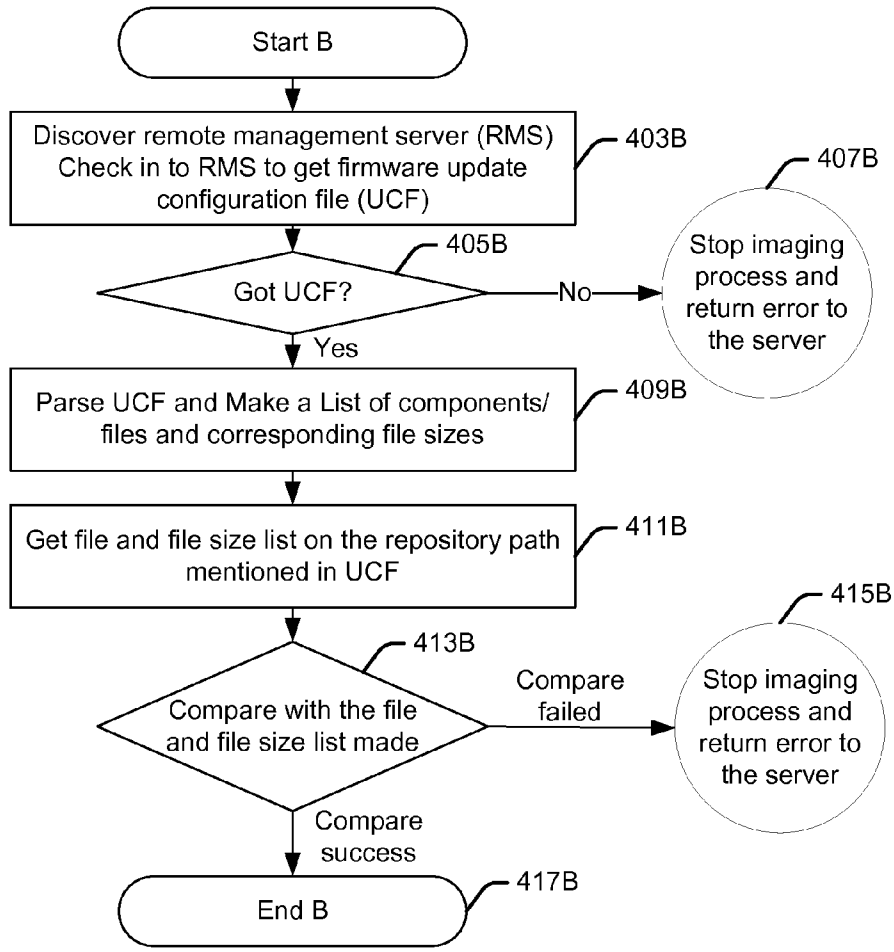 Start B
Discover remote management server (RMS)
Check in to RMS to get firmware update
configuration file (UCF)
403B
407B
405B
Got UCF?
No
Stop imaging
process and
return error to
the server
Yes
Parse UCF and Make a List of components/
files and corresponding file sizes
409B
Get file and file size list on the repository path
mentioned in UCF
411B
415B
413B
Compare with the file
and file size list made
Compare
failed
Stop imaging
process and
return error to
the server
Compare
success
End B
417B